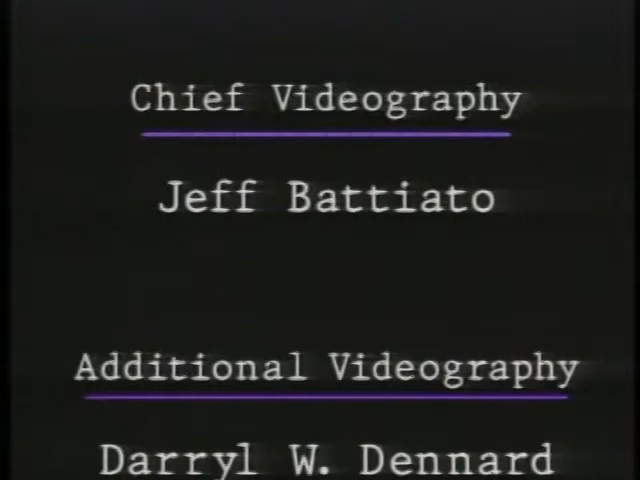 Chief Videography
Jeff Battiato
Additional Videography
Darryl W. Dennard